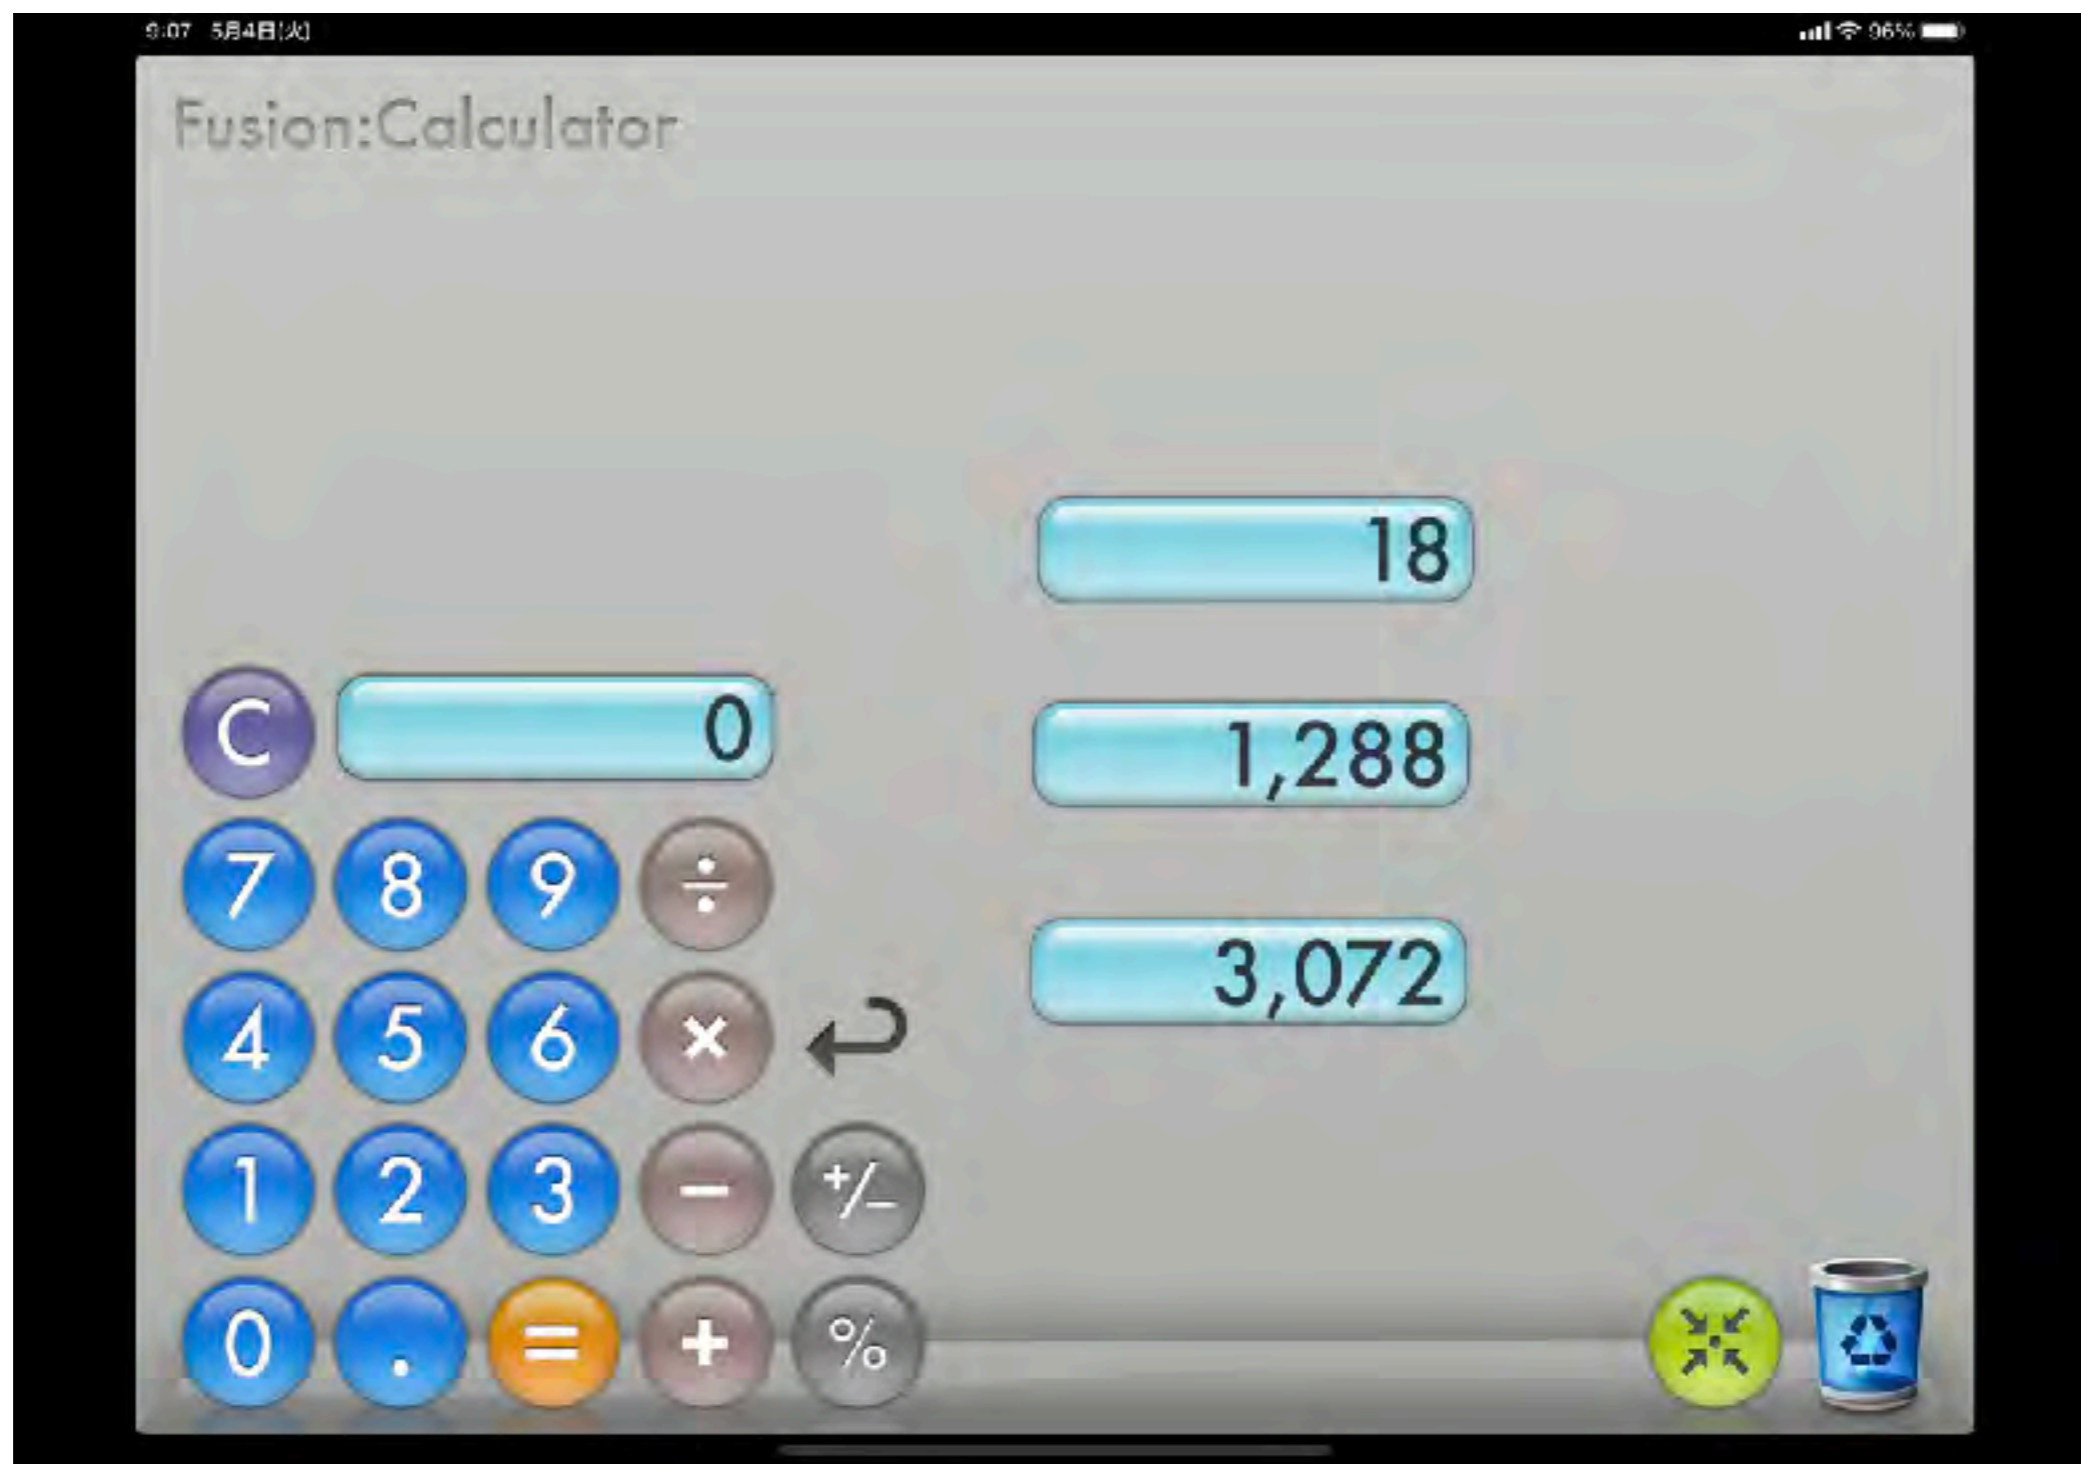 9:07 5月4日(火) 96%
Fusion:Calculator
18
C 0
1,288
7 8 9 ÷
3,072
4 5 6 ×
1 2 3 − +/−
0 . = + %